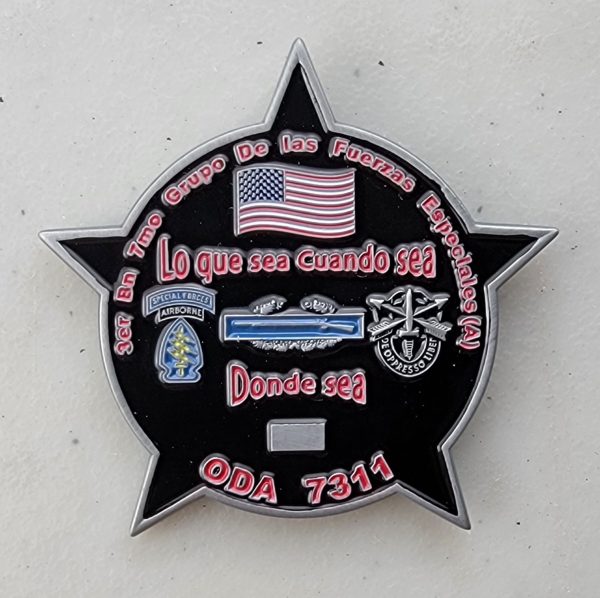 3er Bn 7mo Grupo De las Fuerzas Especiales (A)
Lo que sea Cuando sea
SPECIAL FORCES
AIRBORNE
DE OPPRESSO LIBER
Donde sea
ODA 7311